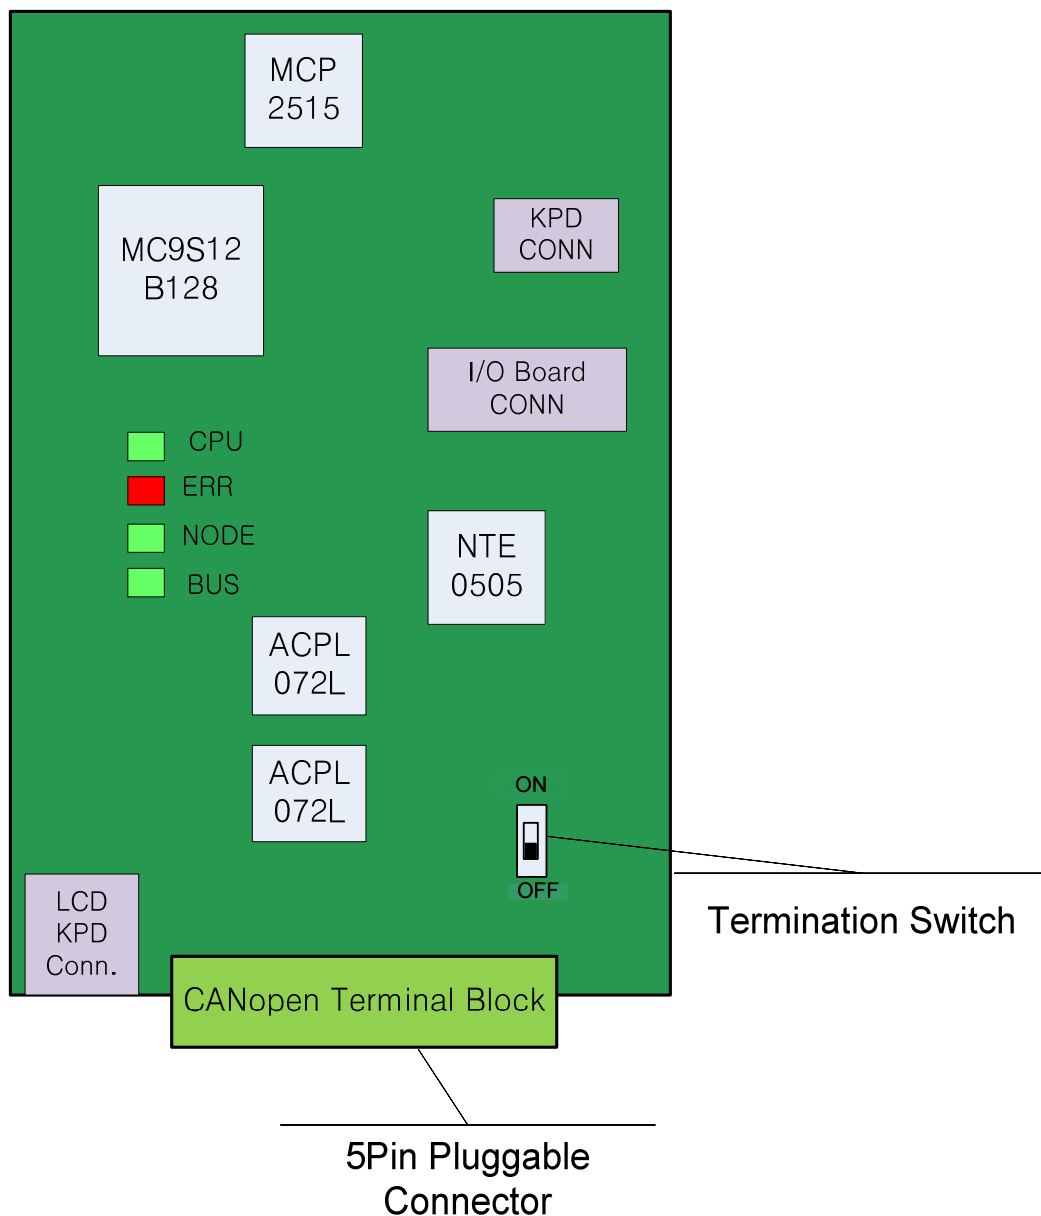 MCP
2515
MC9S12
B128
KPD
CONN
I/O Board
CONN
CPU
ERR
NODE
BUS
NTE
0505
ACPL
072L
ACPL
072L
ON
OFF
Termination Switch
LCD
KPD
Conn.
CANopen Terminal Block
5Pin Pluggable
Connector